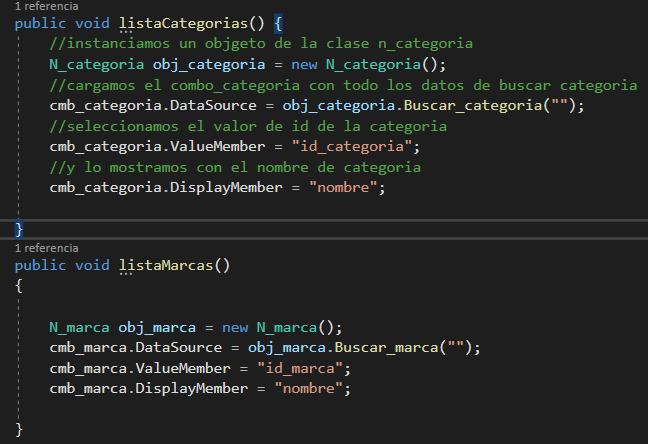 1 referencia
public void listaCategorias() {
//instanciamos un objgeto de la clase n_categoria
N_categoria obj_categoria = new N_categoria();
//cargamos el combo_categoria con todo los datos de buscar categoria
cmb_categoria.DataSource = obj_categoria.Buscar_categoria("");
//seleccionamos el valor de id de la categoria
cmb_categoria.ValueMember = "id_categoria";
//y lo mostramos con el nombre de categoria
cmb_categoria.DisplayMember = "nombre";
}
1 referencia
public void listaMarcas()
{
N_marca obj_marca = new N_marca();
cmb_marca.DataSource = obj_marca.Buscar_marca("");
cmb_marca.ValueMember = "id_marca";
cmb_marca.DisplayMember = "nombre";
}